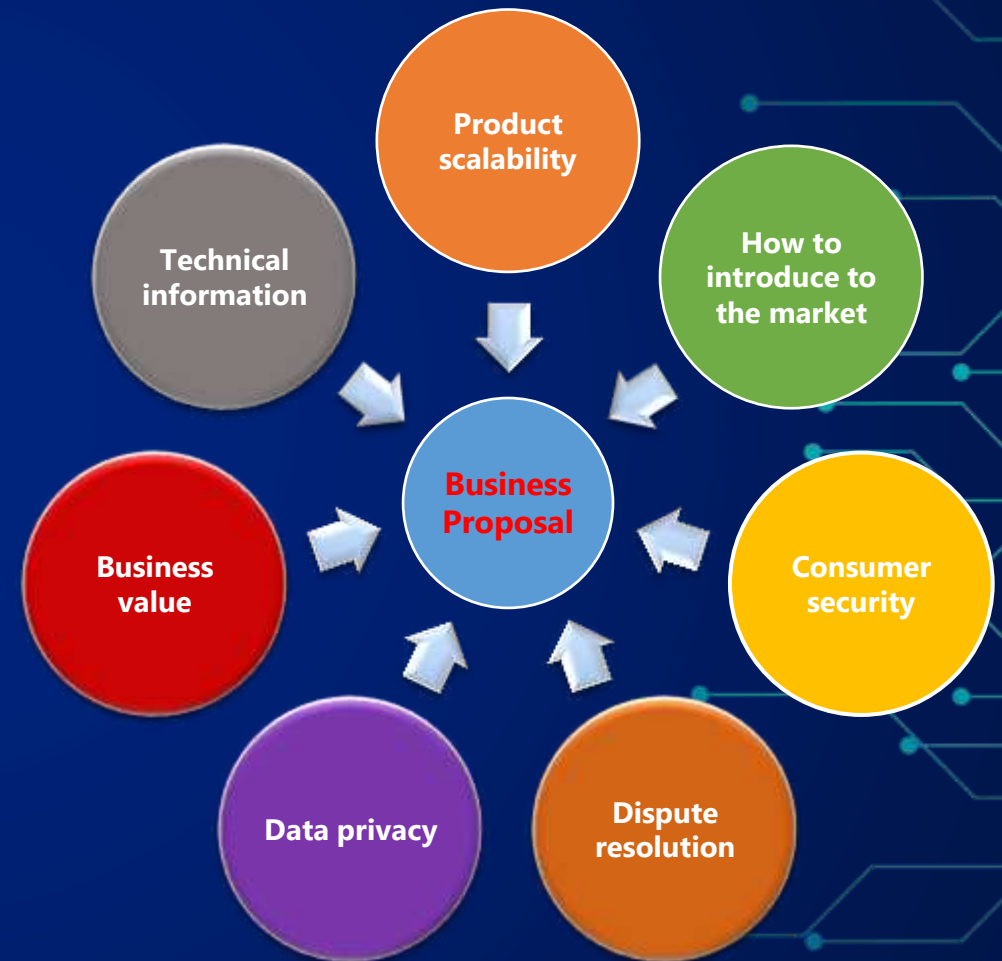 Product
scalability
How to
introduce to
the market
Consumer
security
Dispute
resolution
Data privacy
Business
value
Technical
information
Business
Proposal